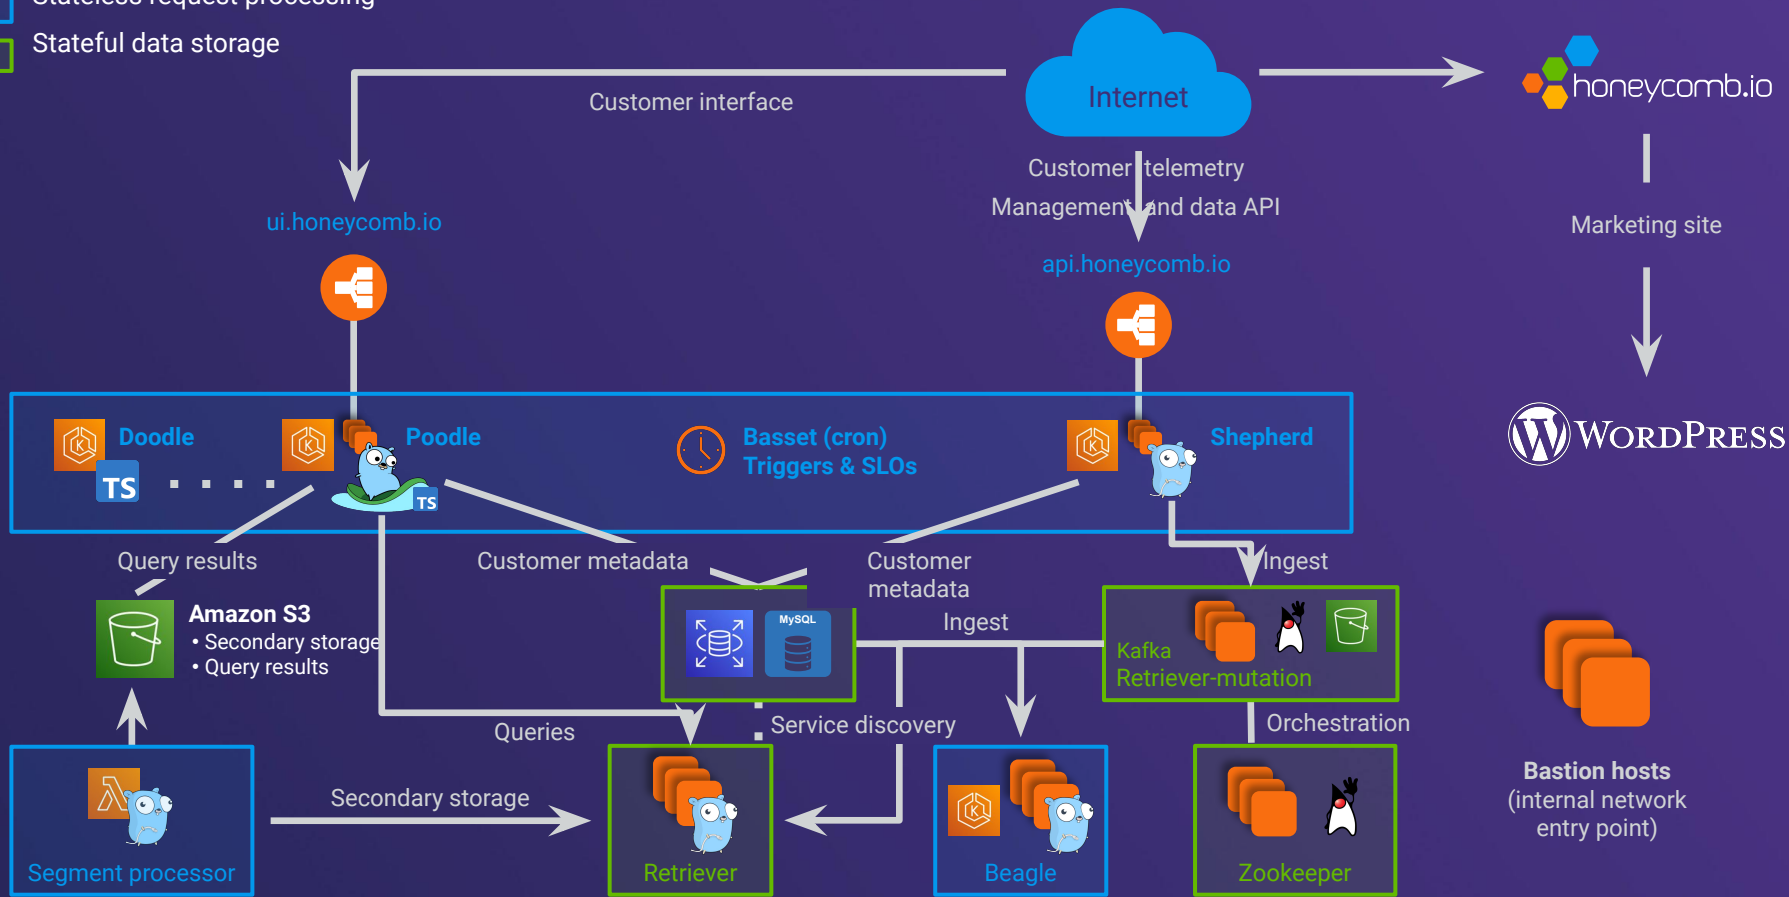 Stateless request processing
Stateful data storage
Customer interface
Internet
honeycomb.io
Customer telemetry
Management and data API
ui.honeycomb.io
api.honeycomb.io
Marketing site
Doodle
TS
Poodle
TS
Basset (cron)
Triggers & SLOs
Shepherd
WORDPRESS
Query results
Customer metadata
Customer
metadata
Ingest
Amazon S3
• Secondary storage
• Query results
MySQL
Ingest
Kafka
Retriever-mutation
Queries
Service discovery
Orchestration
Secondary storage
Segment processor
Retriever
Beagle
Zookeeper
Bastion hosts
(internal network
entry point)